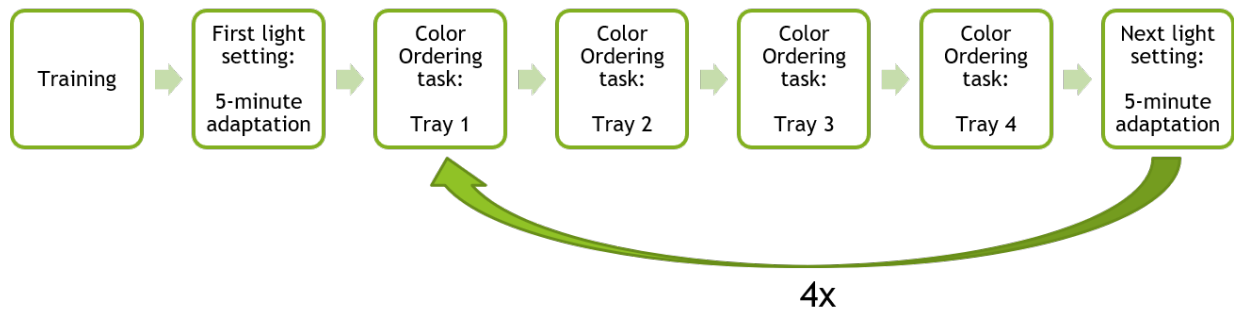 Training
First light
setting:
5-minute
adaptation
Color
Ordering
task:
Tray 1
Color
Ordering
task:
Tray 2
Color
Ordering
task:
Tray 3
Color
Ordering
task:
Tray 4
Next light
setting:
5-minute
adaptation
4x